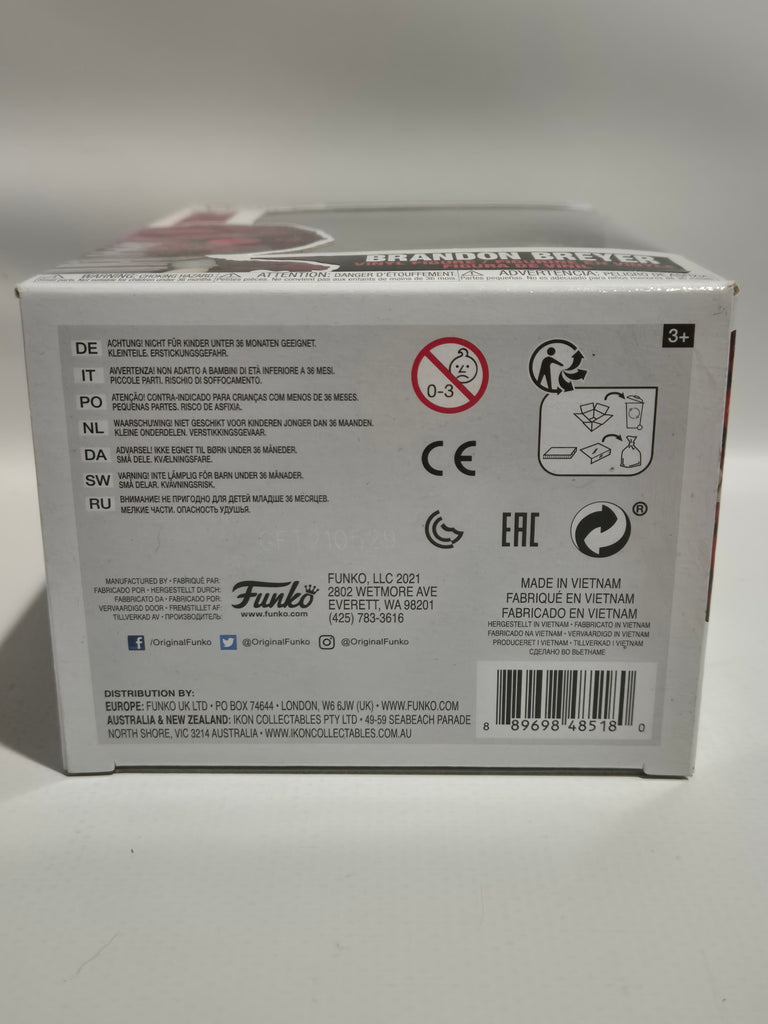 BRANDON BREYER
WARNING: CHOKING HAZARD
ATTENTION: DANGER D'ÉTOUFFEMENT
ADVERTENCIA: PELIGRO DE
3+
DE ACHTUNG! NICHT FÜR KINDER UNTER 36 MONATEN GEEIGNET.
KLEINTEILE. ERSTICKUNGSGEFAHR.
IT AVVERTENZA! NON ADATTO A BAMBINI DI ETÀ INFERIORE A 36 MESI.
PICCOLE PARTI. RISCHIO DI SOFFOCAMENTO.
PO ATENÇÃO! CONTRA-INDICADO PARA CRIANÇAS COM MENOS DE 36 MESES.
PEQUENAS PARTES. RISCO DE ASFIXIA.
NL WAARSCHUWING! NIET GESCHIKT VOOR KINDEREN JONGER DAN 36 MAANDEN.
KLEINE ONDERDELEN. VERSTIKKINGSGEVAAR.
DA ADVARSEL! IKKE EGNET TIL BØRN UNDER 36 MÅNEDER.
SMÅ DELE. KVÆLNINGSFARE.
SW VARNING! INTE LÄMPLIG FÖR BARN UNDER 36 MÅNADER.
SMÅ DELAR. KVÄVNINGSRISK.
RU ВНИМАНИЕ! НЕ ПРИГОДНО ДЛЯ ДЕТЕЙ МЛАДШЕ 36 МЕСЯЦЕВ.
МЕЛКИЕ ЧАСТИ. ОПАСНОСТЬ УДУШЬЯ.
0-3
CE
EAC
®
MANUFACTURED BY • FABRIQUÉ PAR:
FABRICADO POR • HERGESTELLT DURCH:
FABBRICATO DA • FABRICADO POR:
VERVAARDIGD DOOR • FREMSTILLET AF:
TILLVERKAD AV • ПРОИЗВОДИТЕЛЬ:
Funko
www.funko.com
FUNKO, LLC 2021
2802 WETMORE AVE
EVERETT, WA 98201
(425) 783-3616
/OriginalFunko @OriginalFunko @OriginalFunko
MADE IN VIETNAM
FABRIQUÉ EN VIETNAM
FABRICADO EN VIETNAM
HERGESTELLT IN VIETNAM • FABBRICATO IN VIETNAM
FABRICADO NA VIETNAM • VERVAARDIGD IN VIETNAM
PRODUCERET I VIETNAM • TILLVERKAD I VIETNAM
СДЕЛАНО ВО ВЬЕТНАМЕ
DISTRIBUTION BY:
EUROPE: FUNKO UK LTD • PO BOX 74644 • LONDON, W6 6JW (UK) • WWW.FUNKO.COM
AUSTRALIA & NEW ZEALAND: IKON COLLECTABLES PTY LTD • 49-59 SEABEACH PARADE
NORTH SHORE, VIC 3214 AUSTRALIA • WWW.IKONCOLLECTABLES.COM.AU
8 89698 48518 0